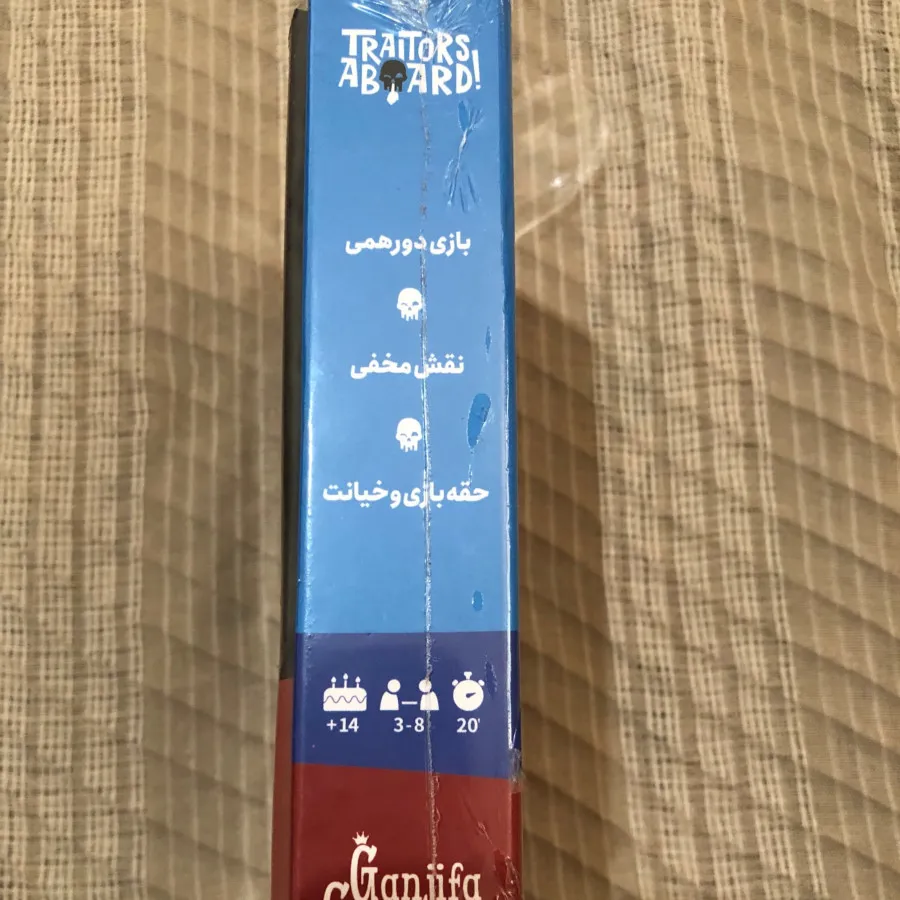 TRAITORS
ABOARD!
بازی دورهمی
نقش مخفی
حقه‌بازی و خیانت
+14
3-8
20'
Ganjifa